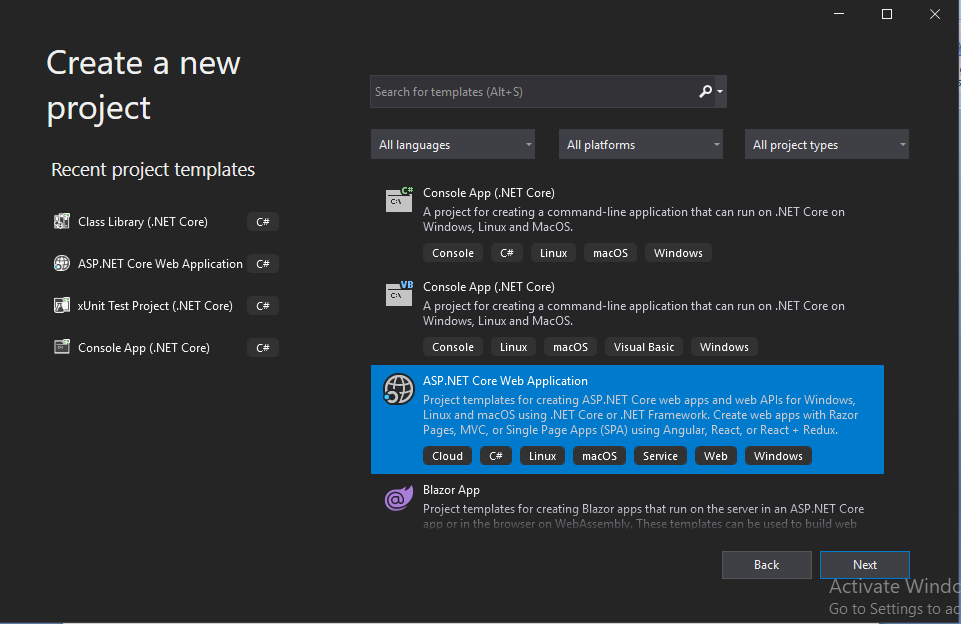 Create a new
project
Recent project templates
Class Library (.NET Core) C#
ASP.NET Core Web Application C#
xUnit Test Project (.NET Core) C#
Console App (.NET Core) C#
Search for templates (Alt+S)
All languages All platforms All project types
C#
C:\
Console App (.NET Core)
A project for creating a command-line application that can run on .NET Core on
Windows, Linux and MacOS.
Console C# Linux macOS Windows
VB
C:\
Console App (.NET Core)
A project for creating a command-line application that can run on .NET Core on
Windows, Linux and MacOS.
Console Linux macOS Visual Basic Windows
ASP.NET Core Web Application
Project templates for creating ASP.NET Core web apps and web APIs for Windows,
Linux and macOS using .NET Core or .NET Framework. Create web apps with Razor
Pages, MVC, or Single Page Apps (SPA) using Angular, React, or React + Redux.
Cloud C# Linux macOS Service Web Windows
Blazor App
Project templates for creating Blazor apps that run on the server in an ASP.NET Core
app or in the browser on WebAssembly. These templates can be used to build web
Back Next
Activate Windo
Go to Settings to ac